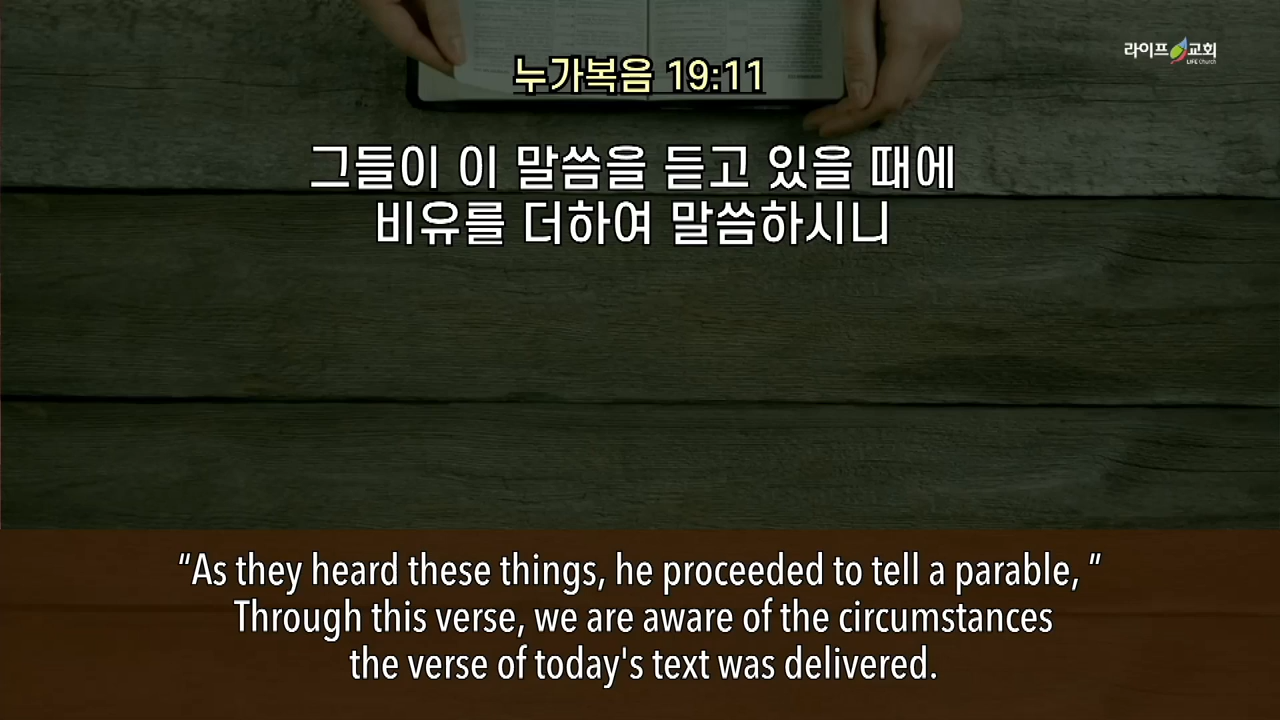 라이프교회
LIFE Church
누가복음 19:11
그들이 이 말씀을 듣고 있을 때에
비유를 더하여 말씀하시니
“As they heard these things, he proceeded to tell a parable, ”
Through this verse, we are aware of the circumstances
the verse of today's text was delivered.